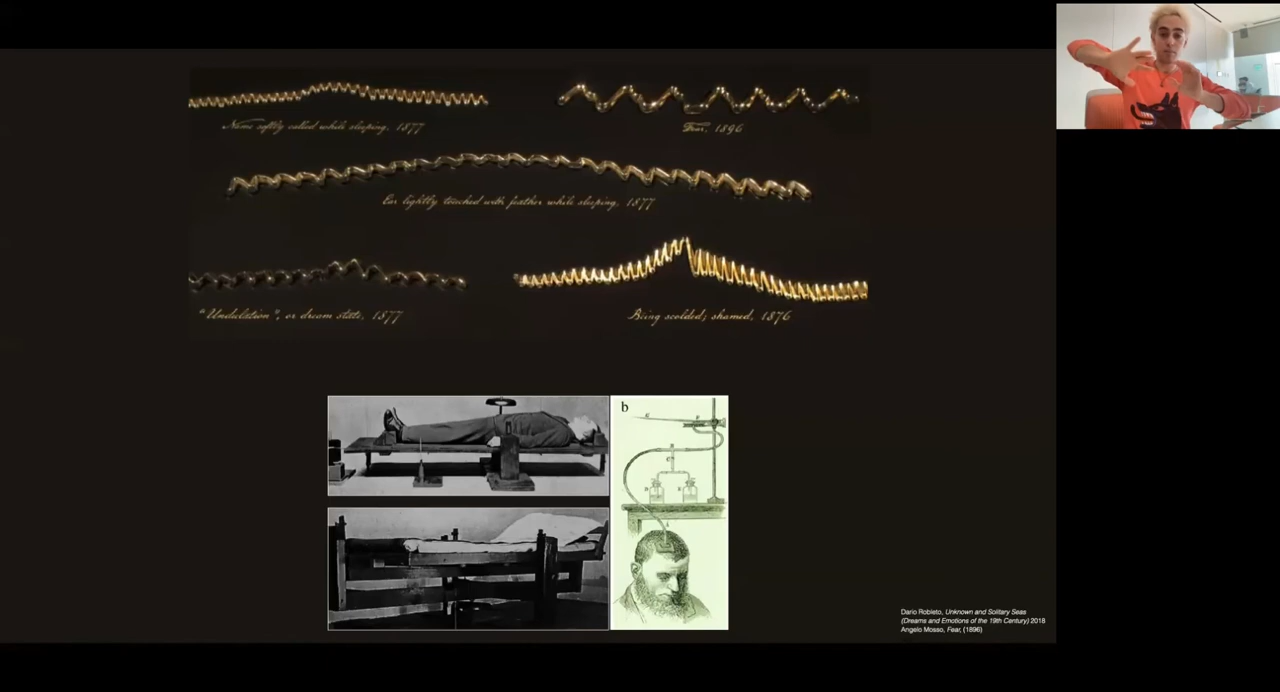 Name softly called while sleeping, 1877
Fear, 1896
Ear lightly touched with feather while sleeping, 1877
"Undulation", or dream state, 1877
Being scolded; shamed, 1876
b
Dario Robleto, Unknown and Solitary Seas
(Dreams and Emotions of the 19th Century) 2018
Angelo Mosso, Fear, (1896)